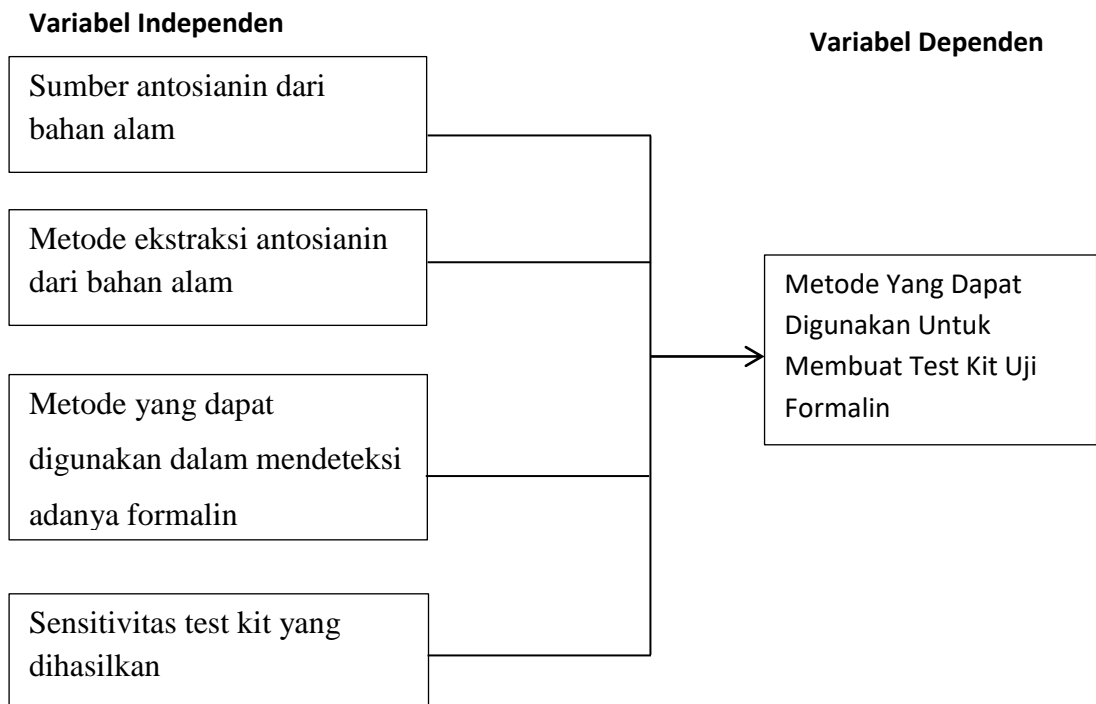 Variabel Independen
Variabel Dependen
Sumber antosianin dari
bahan alam
Metode ekstraksi antosianin
dari bahan alam
Metode yang dapat
digunakan dalam mendeteksi
adanya formalin
Sensitivitas test kit yang
dihasilkan
Metode Yang Dapat
Digunakan Untuk
Membuat Test Kit Uji
Formalin